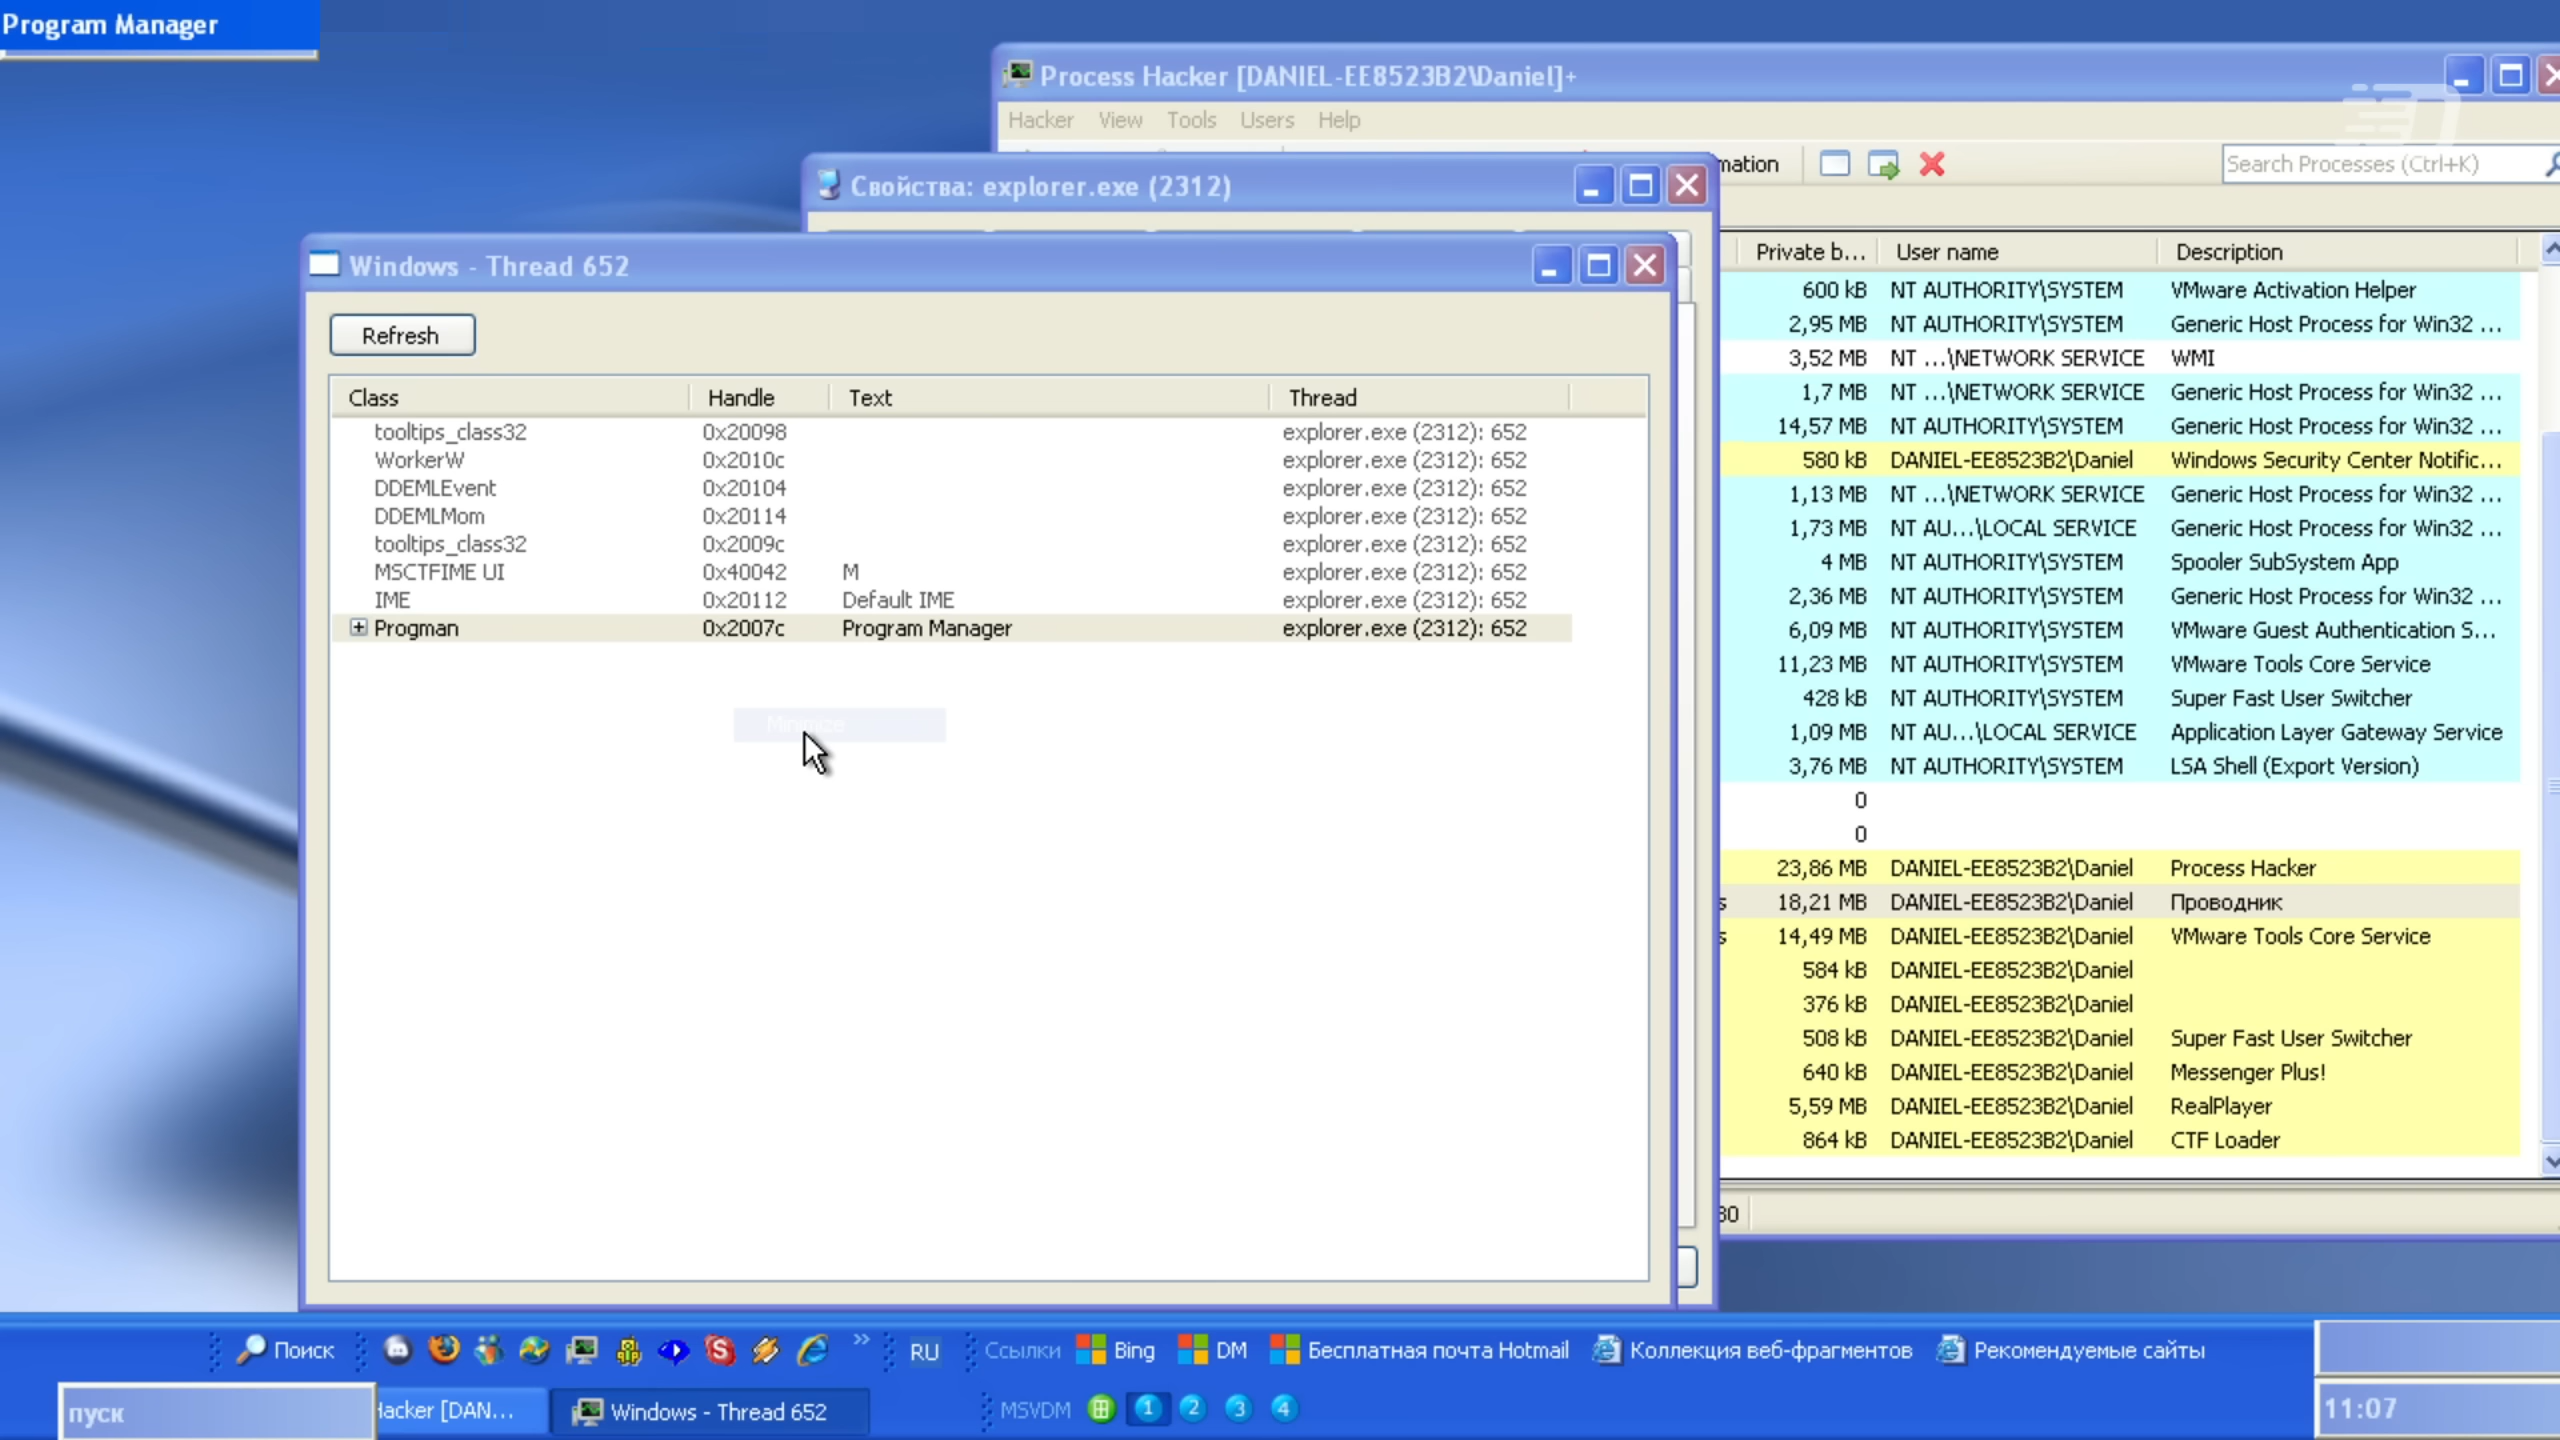 Program Manager
Process Hacker [DANIEL-EE8523B2\Daniel]+
Hacker View Tools Users Help
mation
Search Processes (Ctrl+K)
Свойства: explorer.exe (2312)
Windows - Thread 652
Refresh
Class Handle Text Thread
tooltips_class32 0x20098 explorer.exe (2312): 652
WorkerW 0x2010c explorer.exe (2312): 652
DDEMLEvent 0x20104 explorer.exe (2312): 652
DDEMLMom 0x20114 explorer.exe (2312): 652
tooltips_class32 0x2009c explorer.exe (2312): 652
MSCTFIME UI 0x40042 M explorer.exe (2312): 652
IME 0x20112 Default IME explorer.exe (2312): 652
Progman 0x2007c Program Manager explorer.exe (2312): 652
Minimize
Private b... User name Description
600 kB NT AUTHORITY\SYSTEM VMware Activation Helper
2,95 MB NT AUTHORITY\SYSTEM Generic Host Process for Win32 ...
3,52 MB NT ...\NETWORK SERVICE WMI
1,7 MB NT ...\NETWORK SERVICE Generic Host Process for Win32 ...
14,57 MB NT AUTHORITY\SYSTEM Generic Host Process for Win32 ...
580 kB DANIEL-EE8523B2\Daniel Windows Security Center Notific...
1,13 MB NT ...\NETWORK SERVICE Generic Host Process for Win32 ...
1,73 MB NT AU...\LOCAL SERVICE Generic Host Process for Win32 ...
4 MB NT AUTHORITY\SYSTEM Spooler SubSystem App
2,36 MB NT AUTHORITY\SYSTEM Generic Host Process for Win32 ...
6,09 MB NT AUTHORITY\SYSTEM VMware Guest Authentication S...
11,23 MB NT AUTHORITY\SYSTEM VMware Tools Core Service
428 kB NT AUTHORITY\SYSTEM Super Fast User Switcher
1,09 MB NT AU...\LOCAL SERVICE Application Layer Gateway Service
3,76 MB NT AUTHORITY\SYSTEM LSA Shell (Export Version)
0
0
23,86 MB DANIEL-EE8523B2\Daniel Process Hacker
s 18,21 MB DANIEL-EE8523B2\Daniel Проводник
s 14,49 MB DANIEL-EE8523B2\Daniel VMware Tools Core Service
584 kB DANIEL-EE8523B2\Daniel
376 kB DANIEL-EE8523B2\Daniel
508 kB DANIEL-EE8523B2\Daniel Super Fast User Switcher
640 kB DANIEL-EE8523B2\Daniel Messenger Plus!
5,59 MB DANIEL-EE8523B2\Daniel RealPlayer
864 kB DANIEL-EE8523B2\Daniel CTF Loader
Поиск RU Ссылки Bing DM Бесплатная почта Hotmail Коллекция веб-фрагментов Рекомендуемые сайты
пуск Hacker [DAN... Windows - Thread 652 MSVDM 1 2 3 4 11:07